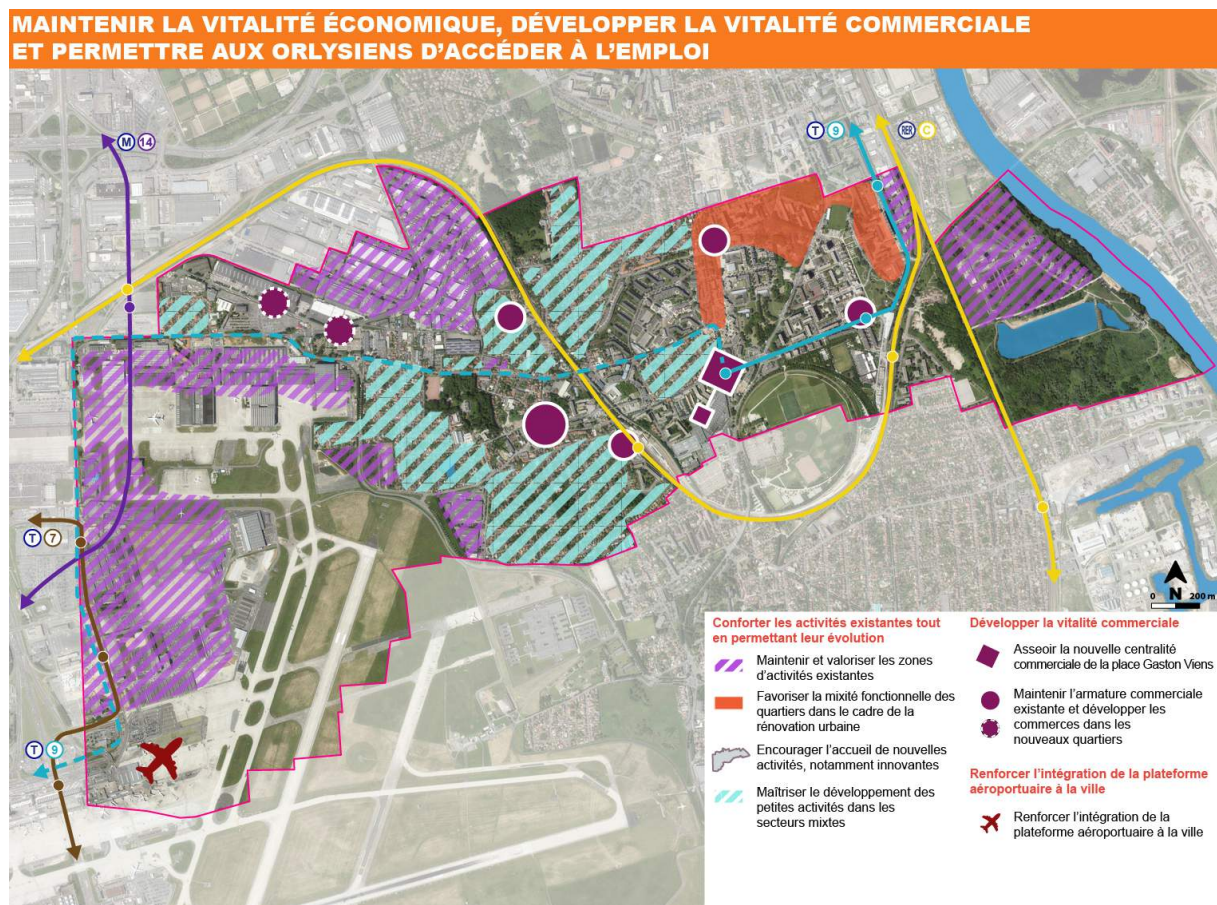 MAINTENIR LA VITALITÉ ÉCONOMIQUE, DÉVELOPPER LA VITALITÉ COMMERCIALE
ET PERMETTRE AUX ORLYSIENS D’ACCÉDER À L’EMPLOI
M 14
T 9
RER C
T 7
T 9
N
0 200 m
Conforter les activités existantes tout
en permettant leur évolution
Maintenir et valoriser les zones
d’activités existantes
Favoriser la mixité fonctionnelle des
quartiers dans le cadre de la
rénovation urbaine
Encourager l’accueil de nouvelles
activités, notamment innovantes
Maîtriser le développement des
petites activités dans les
secteurs mixtes
Développer la vitalité commerciale
Asseoir la nouvelle centralité
commerciale de la place Gaston Viens
Maintenir l’armature commerciale
existante et développer les
commerces dans les
nouveaux quartiers
Renforcer l’intégration de la plateforme
aéroportuaire à la ville
Renforcer l’intégration de la
plateforme aéroportuaire à la ville